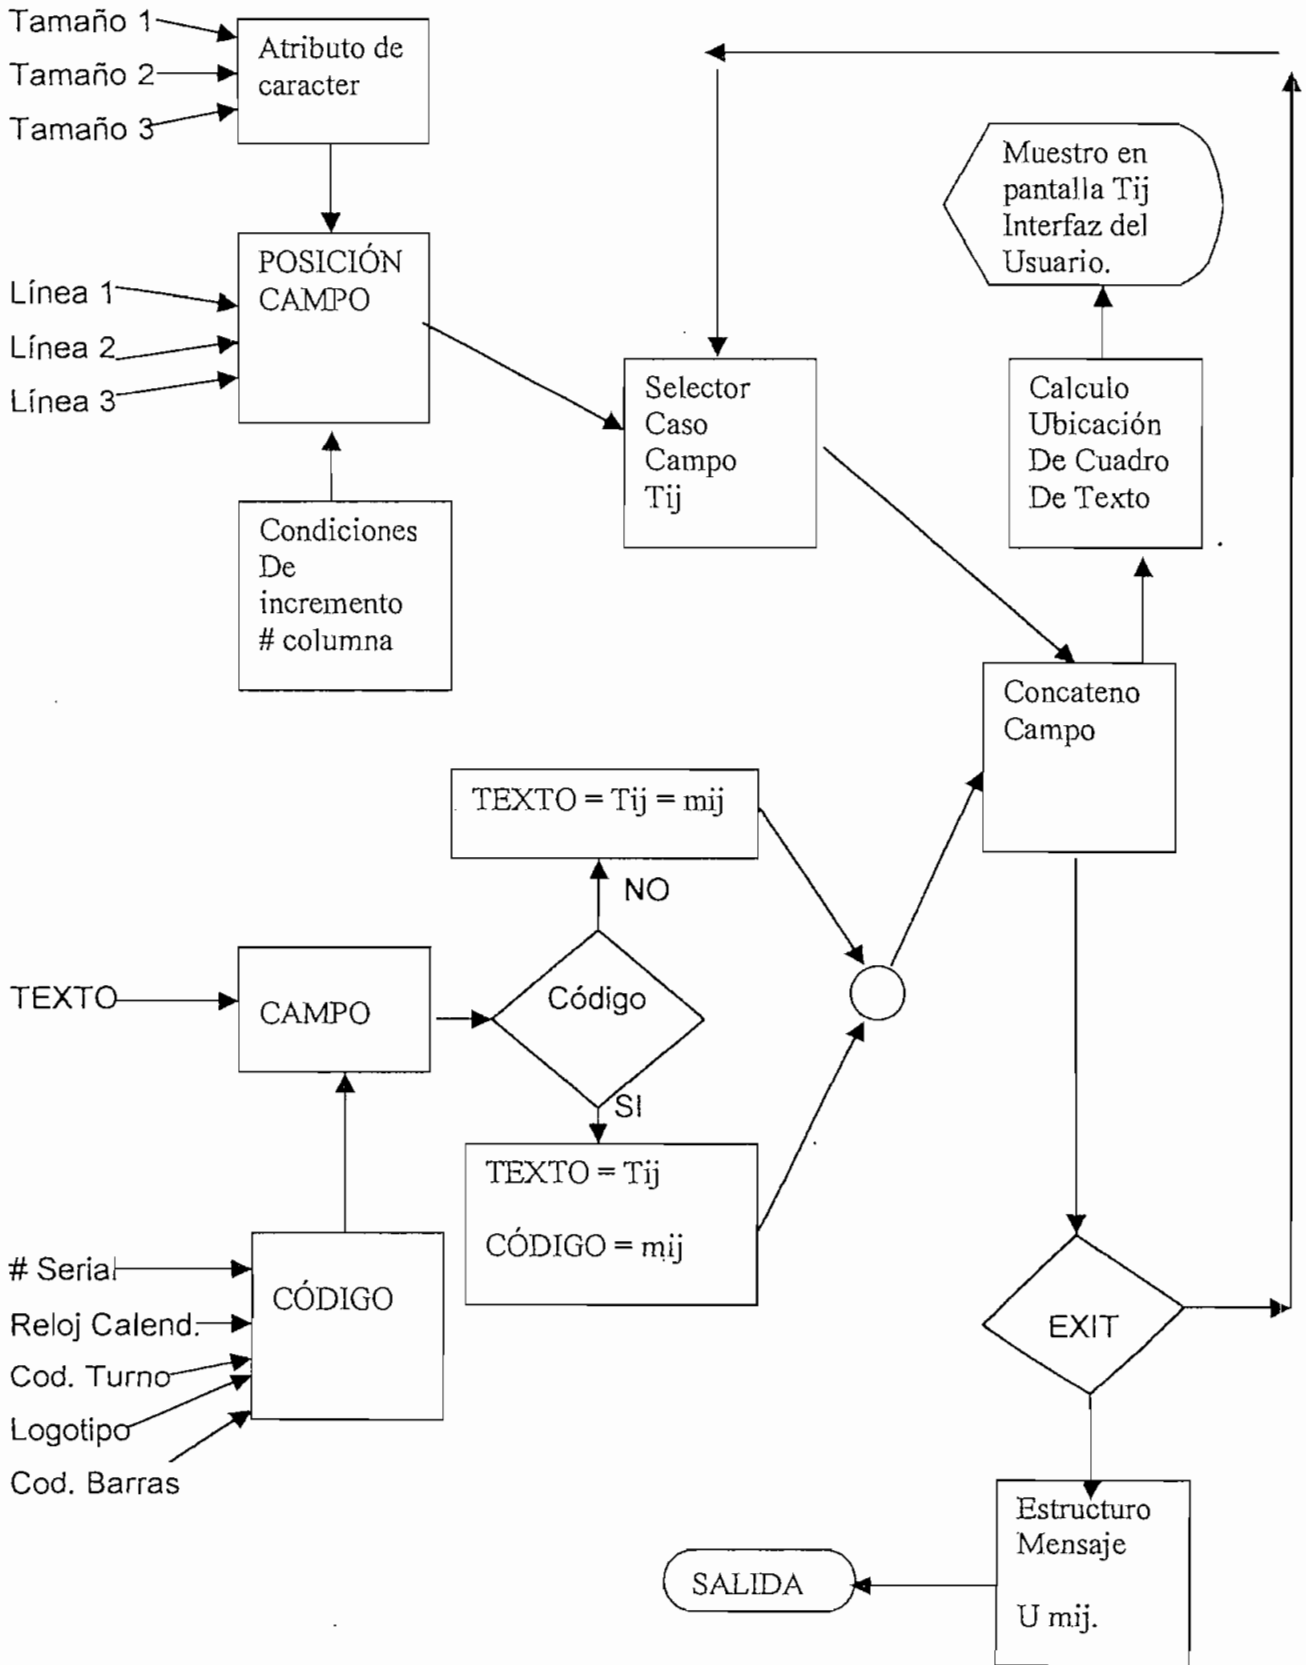 Tamaño 1
Tamaño 2
Tamaño 3
Atributo de
caracter
Muestro en
pantalla Tij
Interfaz del
Usuario.
POSICIÓN
CAMPO
Línea 1
Línea 2
Línea 3
Selector
Caso
Campo
Tij
Calculo
Ubicación
De Cuadro
De Texto
Condiciones
De
incremento
# columna
Concateno
Campo
TEXTO = Tij = mij
NO
TEXTO
CAMPO
Código
SI
TEXTO = Tij
CÓDIGO = mij
# Serial
Reloj Calend.
Cod. Turno
Logotipo
Cod. Barras
CÓDIGO
EXIT
Estructuro
Mensaje
U mij.
SALIDA